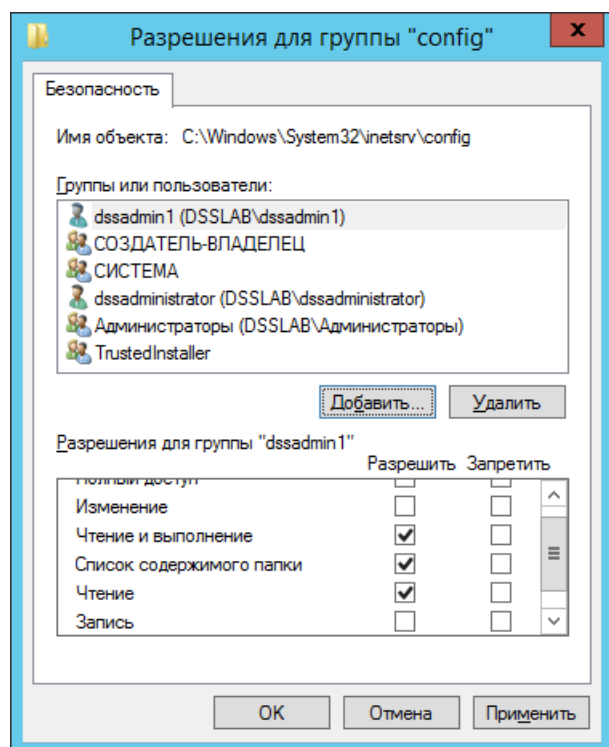 Разрешения для группы "config"
x
Безопасность
Имя объекта: C:\Windows\System32\inetsrv\config
Группы или пользователи:
dssadmin1 (DSSLAB\dssadmin1)
СОЗДАТЕЛЬ-ВЛАДЕЛЕЦ
СИСТЕМА
dssadministrator (DSSLAB\dssadministrator)
Администраторы (DSSLAB\Администраторы)
TrustedInstaller
Добавить... Удалить
Разрешения для группы "dssadmin1"
Разрешить Запретить
Полный доступ
Изменение
Чтение и выполнение
Список содержимого папки
Чтение
Запись
OK Отмена Применить